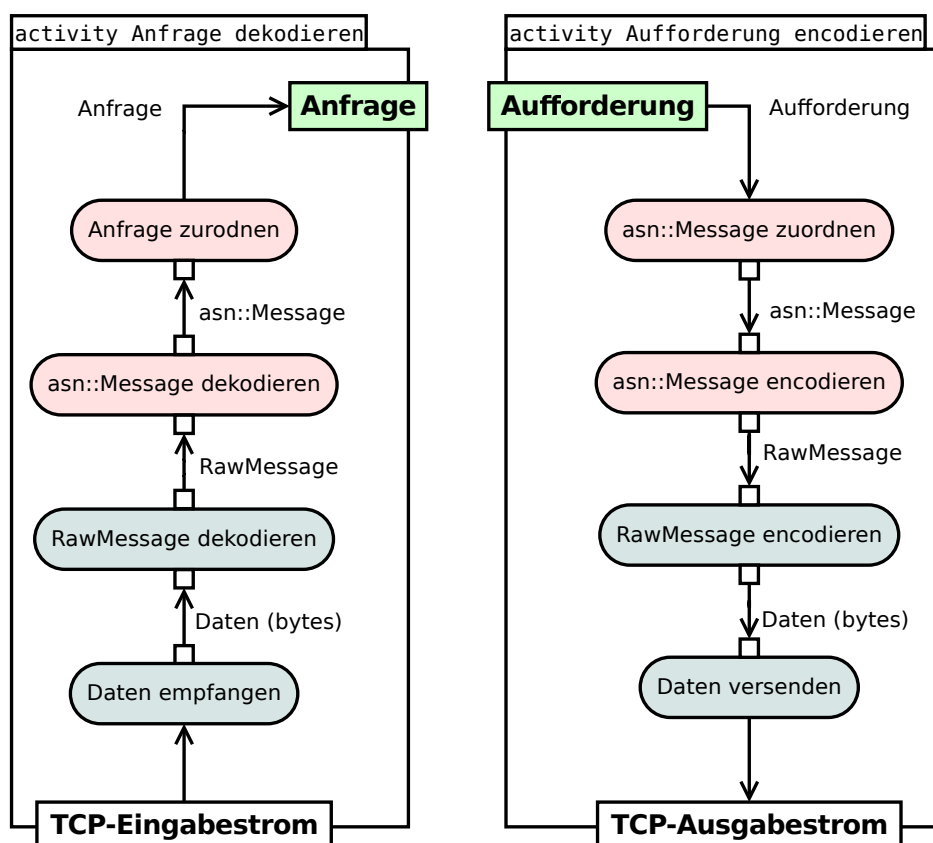 activity Anfrage dekodieren
Anfrage
Anfrage
Anfrage zurodnen
asn::Message
asn::Message dekodieren
RawMessage
RawMessage dekodieren
Daten (bytes)
Daten empfangen
TCP-Eingabestrom
activity Aufforderung encodieren
Aufforderung
Aufforderung
asn::Message zuordnen
asn::Message
asn::Message encodieren
RawMessage
RawMessage encodieren
Daten (bytes)
Daten versenden
TCP-Ausgabestrom